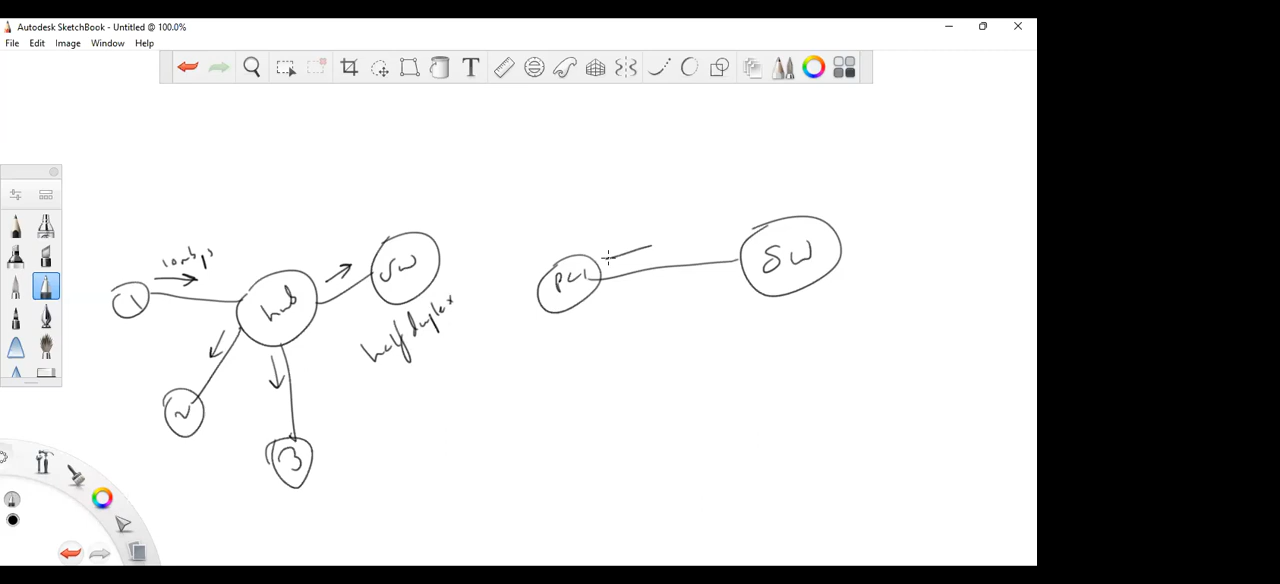 Autodesk SketchBook - Untitled @ 100.0%
File Edit Image Window Help
T
10mbps
1
hub
SW
half duplex
2
3
PC1
SW